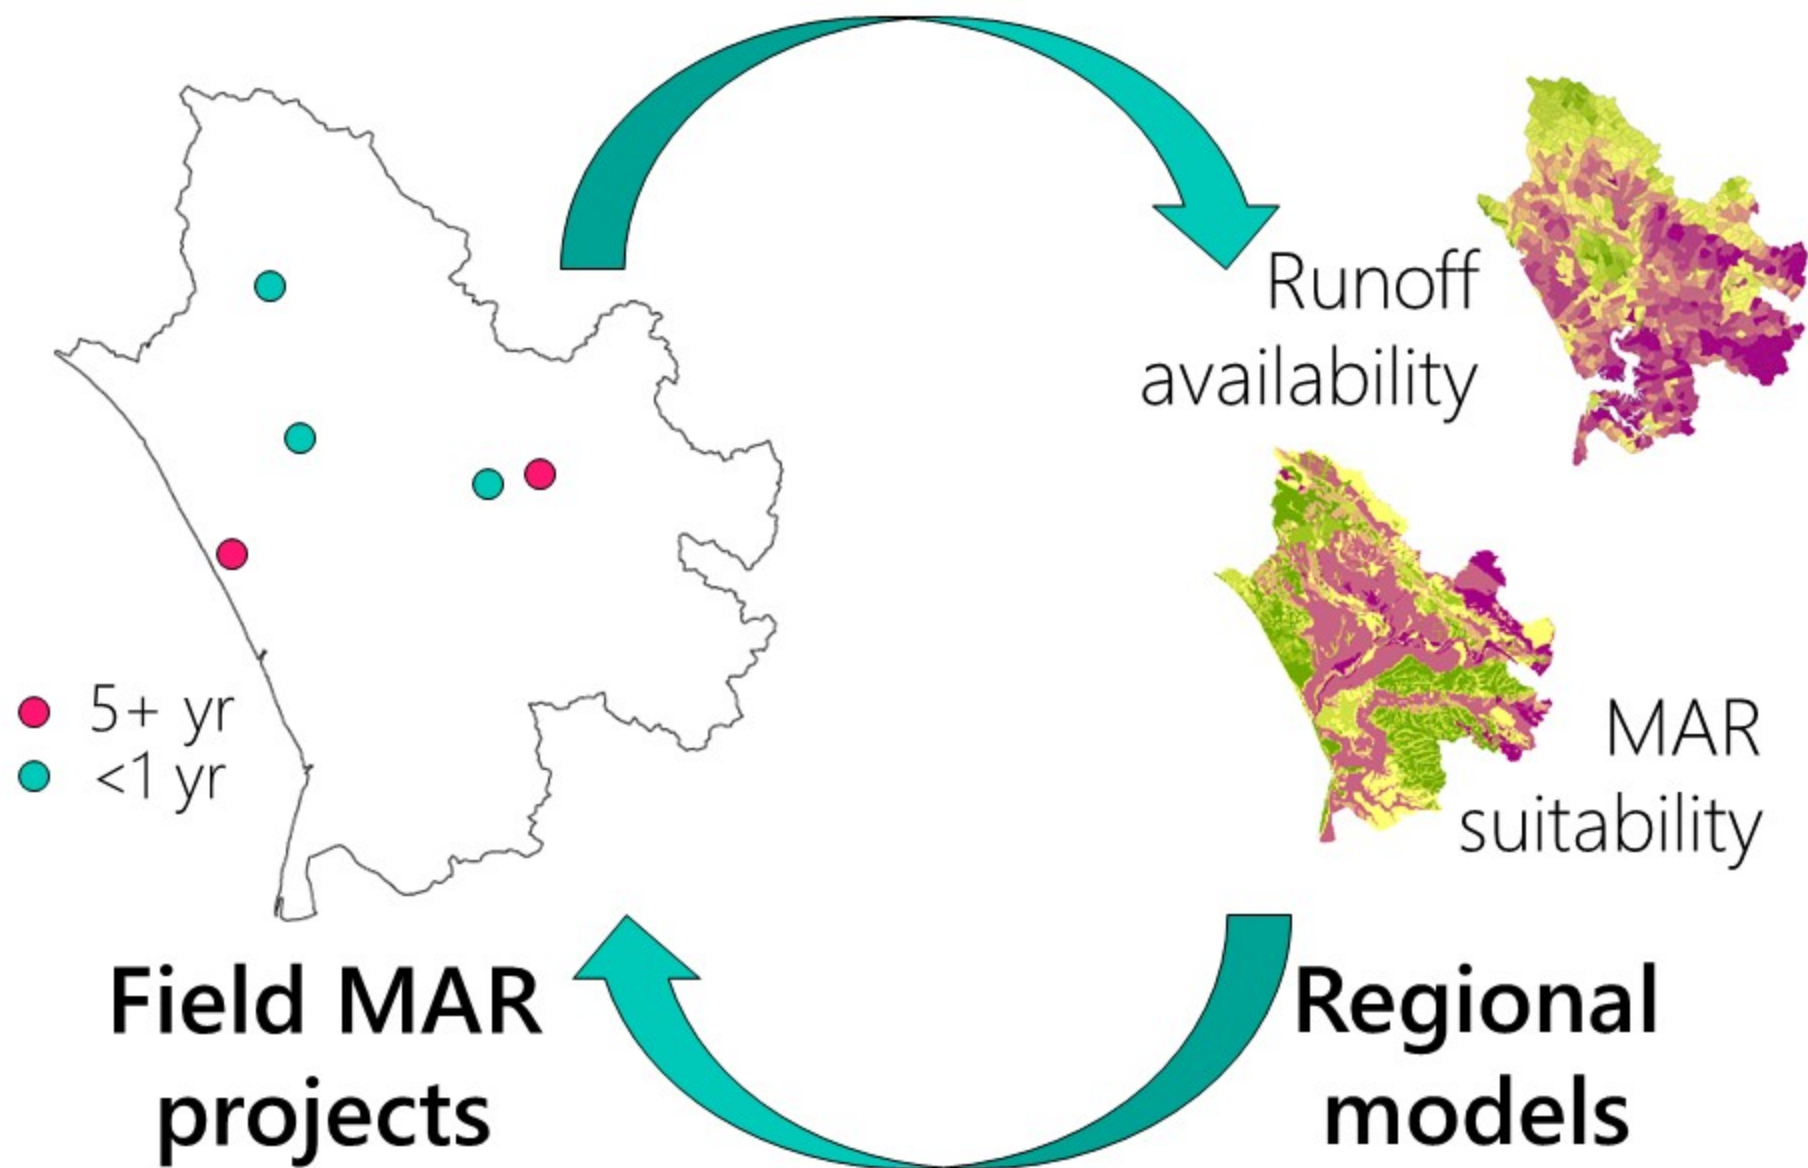 Runoff
availability
5+ yr
<1 yr
MAR
suitability
Field MAR
projects
Regional
models